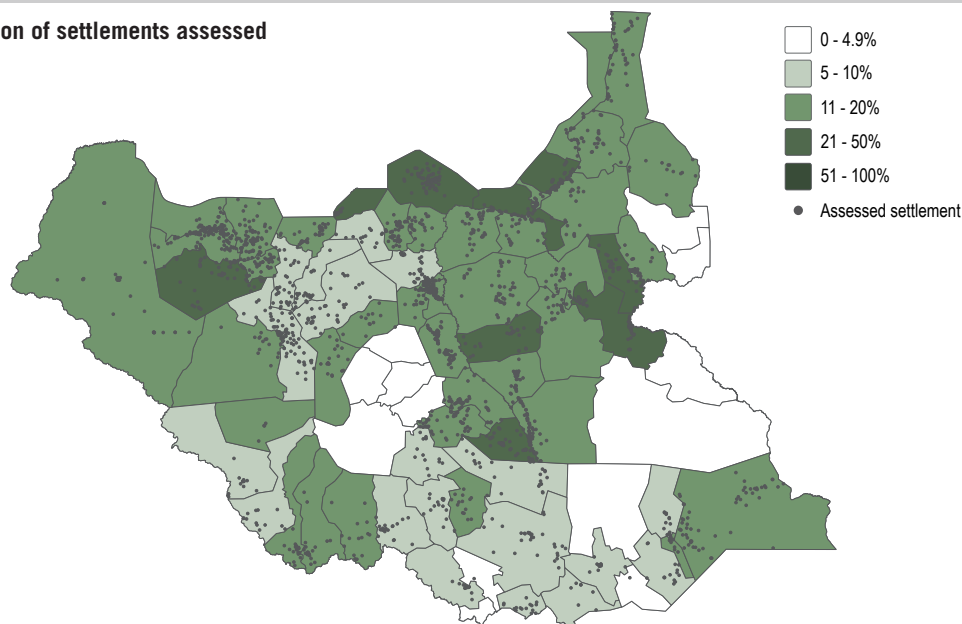 on of settlements assessed
0 - 4.9%
5 - 10%
11 - 20%
21 - 50%
51 - 100%
Assessed settlement